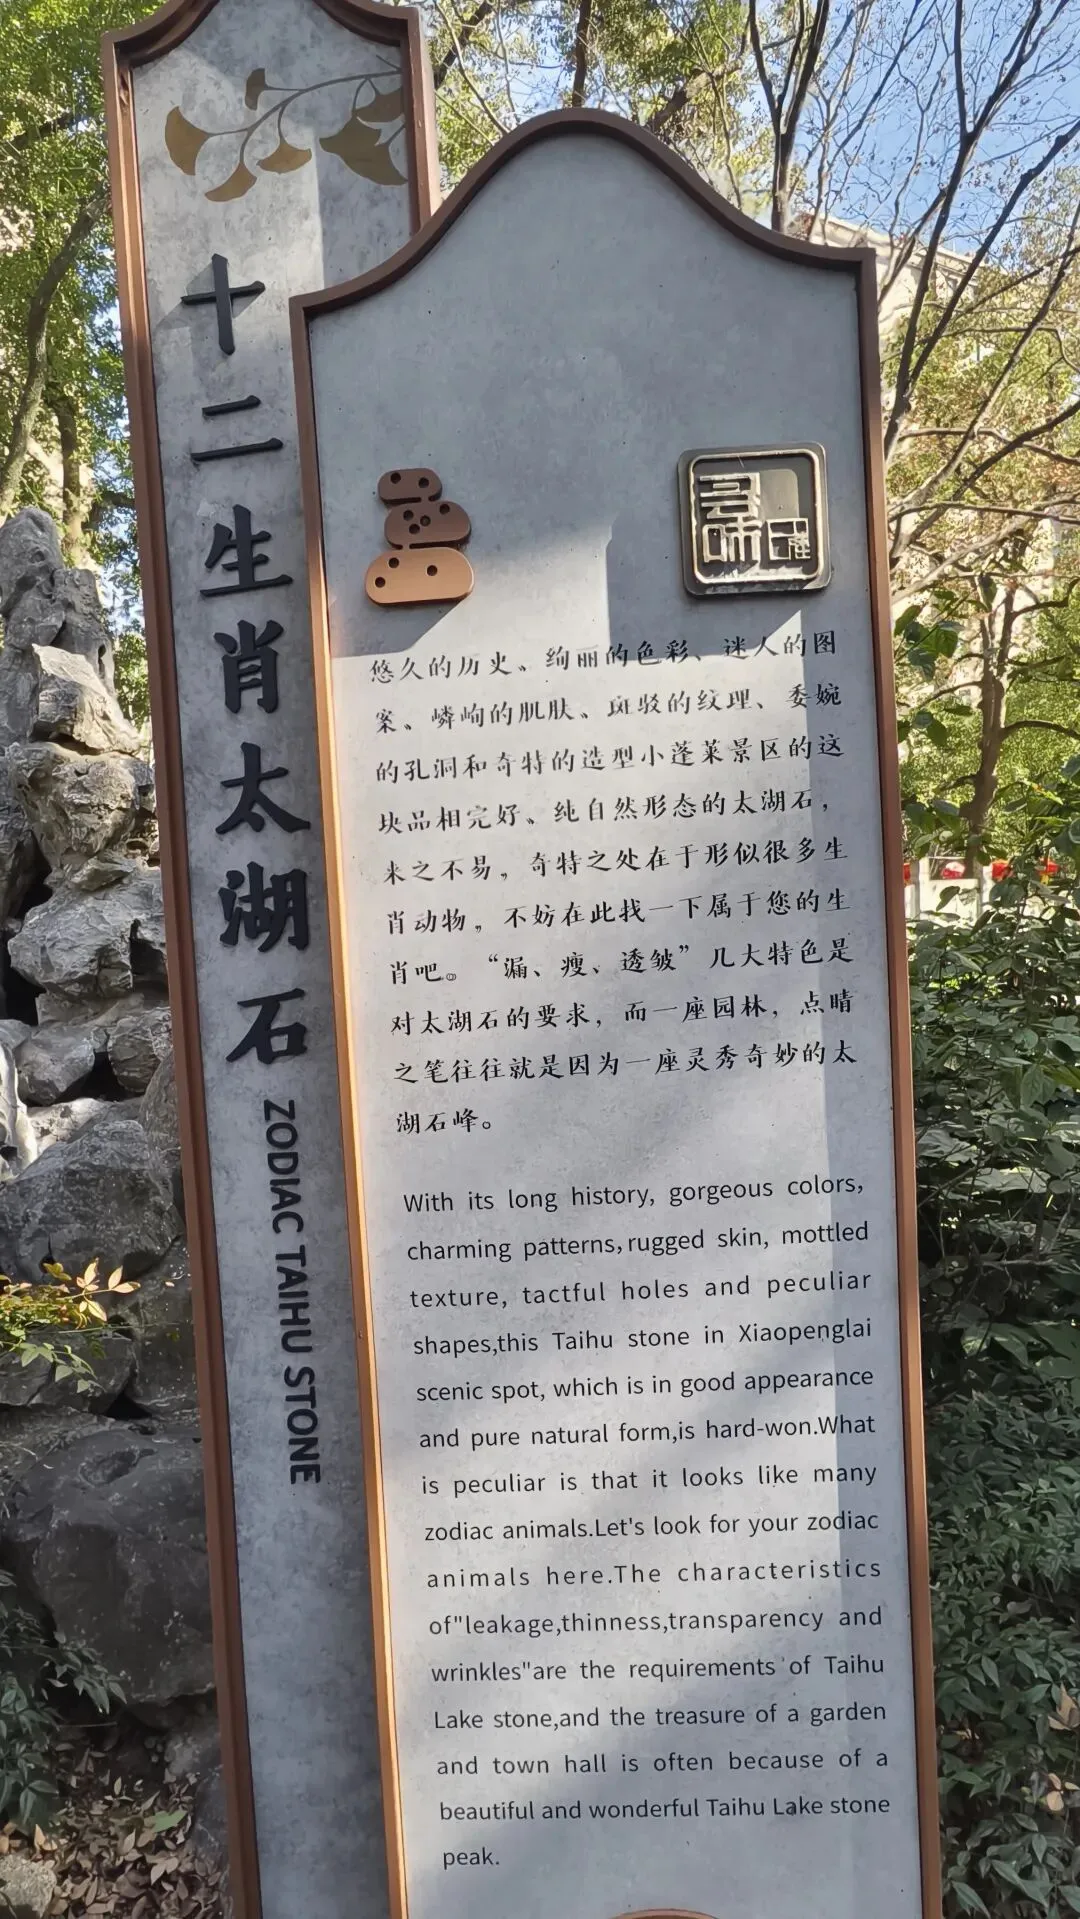 十二生肖太湖石
ZODIAC TAIHU STONE
悠久的历史、绚丽的色彩、迷人的图
案、嶙峋的肌肤、斑驳的纹理、委婉
的孔洞和奇特的造型小蓬莱景区的这
块品相完好、纯自然形态的太湖石，
来之不易，奇特之处在于形似很多生
肖动物，不妨在此找一下属于您的生
肖吧。“漏、瘦、透皱”几大特色是
对太湖石的要求，而一座园林，点睛
之笔往往就是因为一座灵秀奇妙的太
湖石峰。
With its long history, gorgeous colors,
charming patterns,rugged skin, mottled
texture, tactful holes and peculiar
shapes,this Taihu stone in Xiaopenglai
scenic spot, which is in good appearance
and pure natural form,is hard-won.What
is peculiar is that it looks like many
zodiac animals.Let's look for your zodiac
animals here.The characteristics
of"leakage,thinness,transparency and
wrinkles"are the requirements of Taihu
Lake stone,and the treasure of a garden
and town hall is often because of a
beautiful and wonderful Taihu Lake stone
peak.